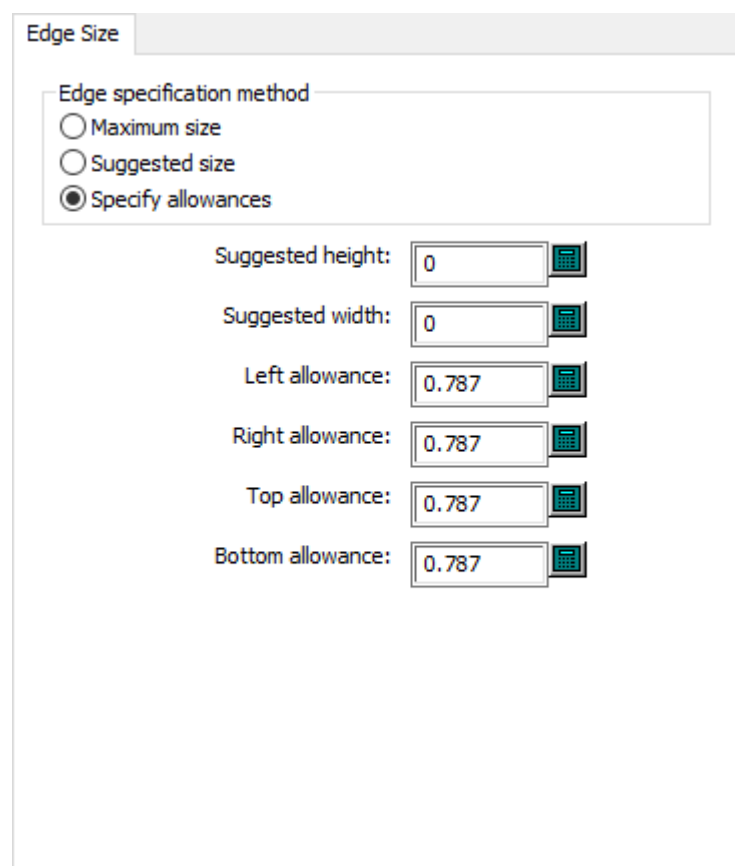 Edge Size
Edge specification method
Maximum size
Suggested size
Specify allowances
Suggested height: 0
Suggested width: 0
Left allowance: 0.787
Right allowance: 0.787
Top allowance: 0.787
Bottom allowance: 0.787